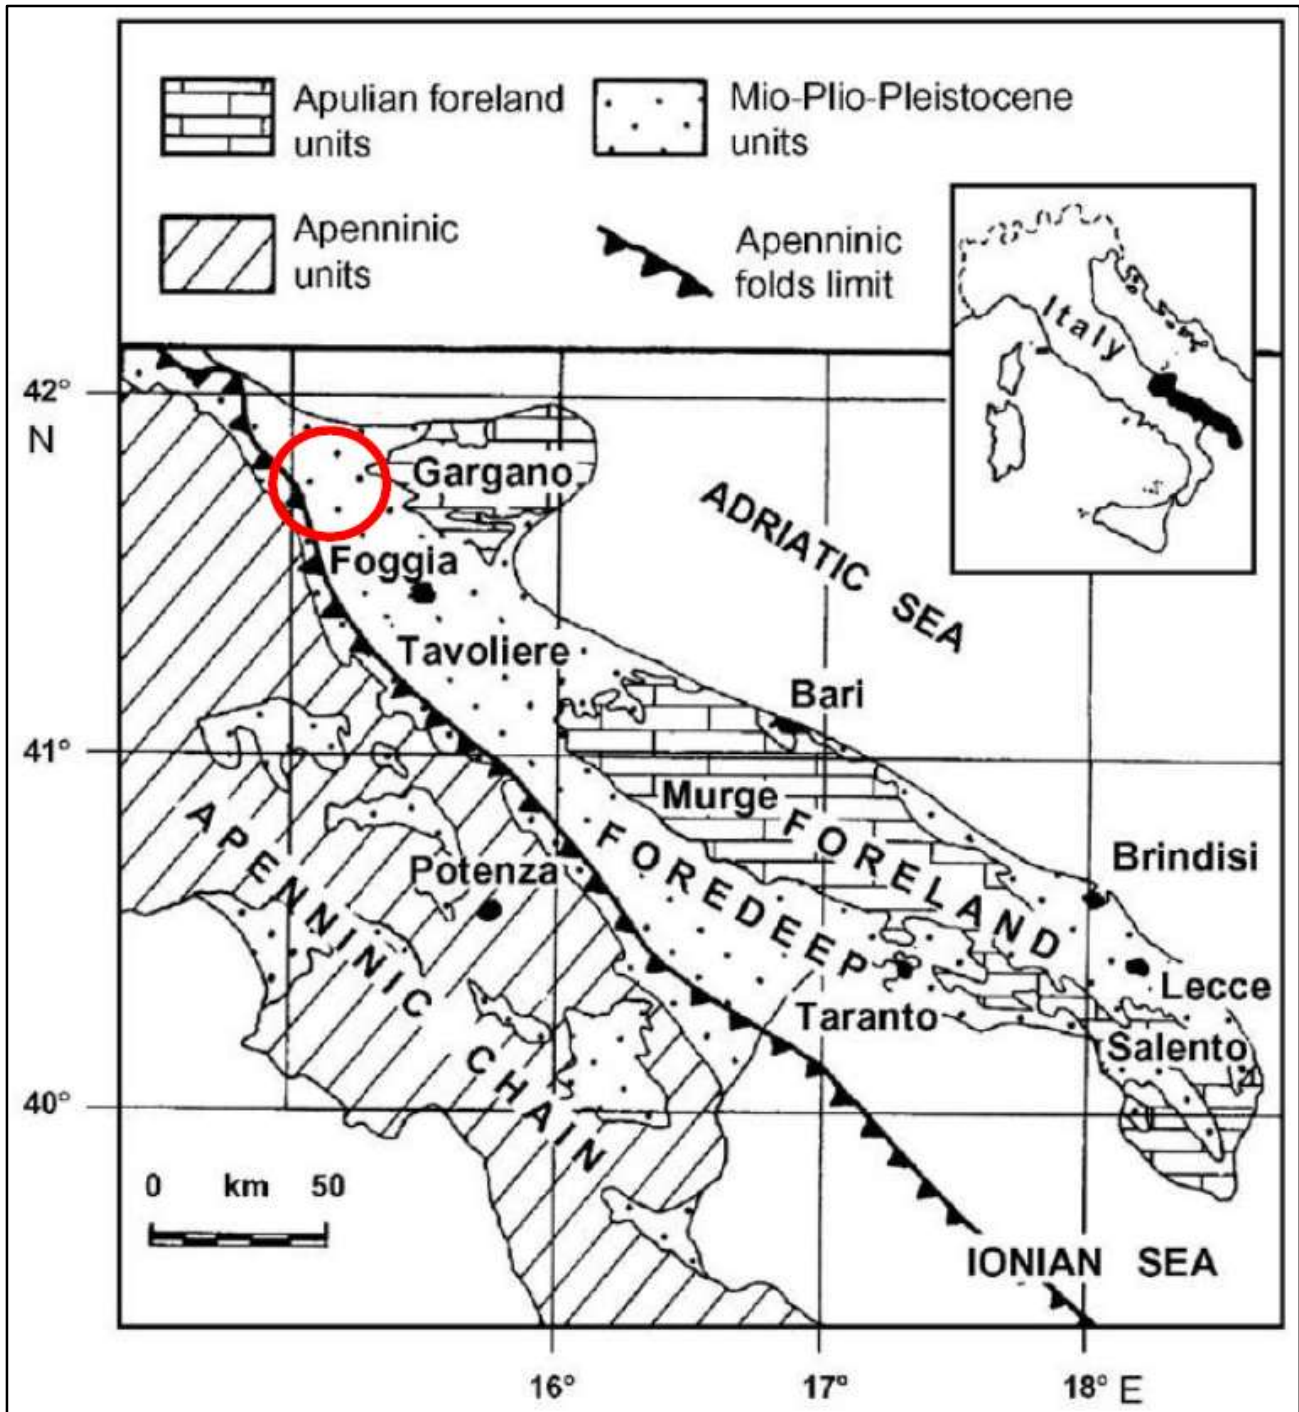 Apulian foreland
units
Mio-Plio-Pleistocene
units
Apenninic
units
Apenninic
folds limit
Italy
42°
N
Gargano
ADRIATIC SEA
Foggia
Tavoliere
Bari
41°
Murge
FORELAND
Brindisi
APENNINIC CHAIN
Potenza
FOREDEEP
Lecce
Taranto
Salento
40°
0 km 50
IONIAN SEA
16° 17° 18° E